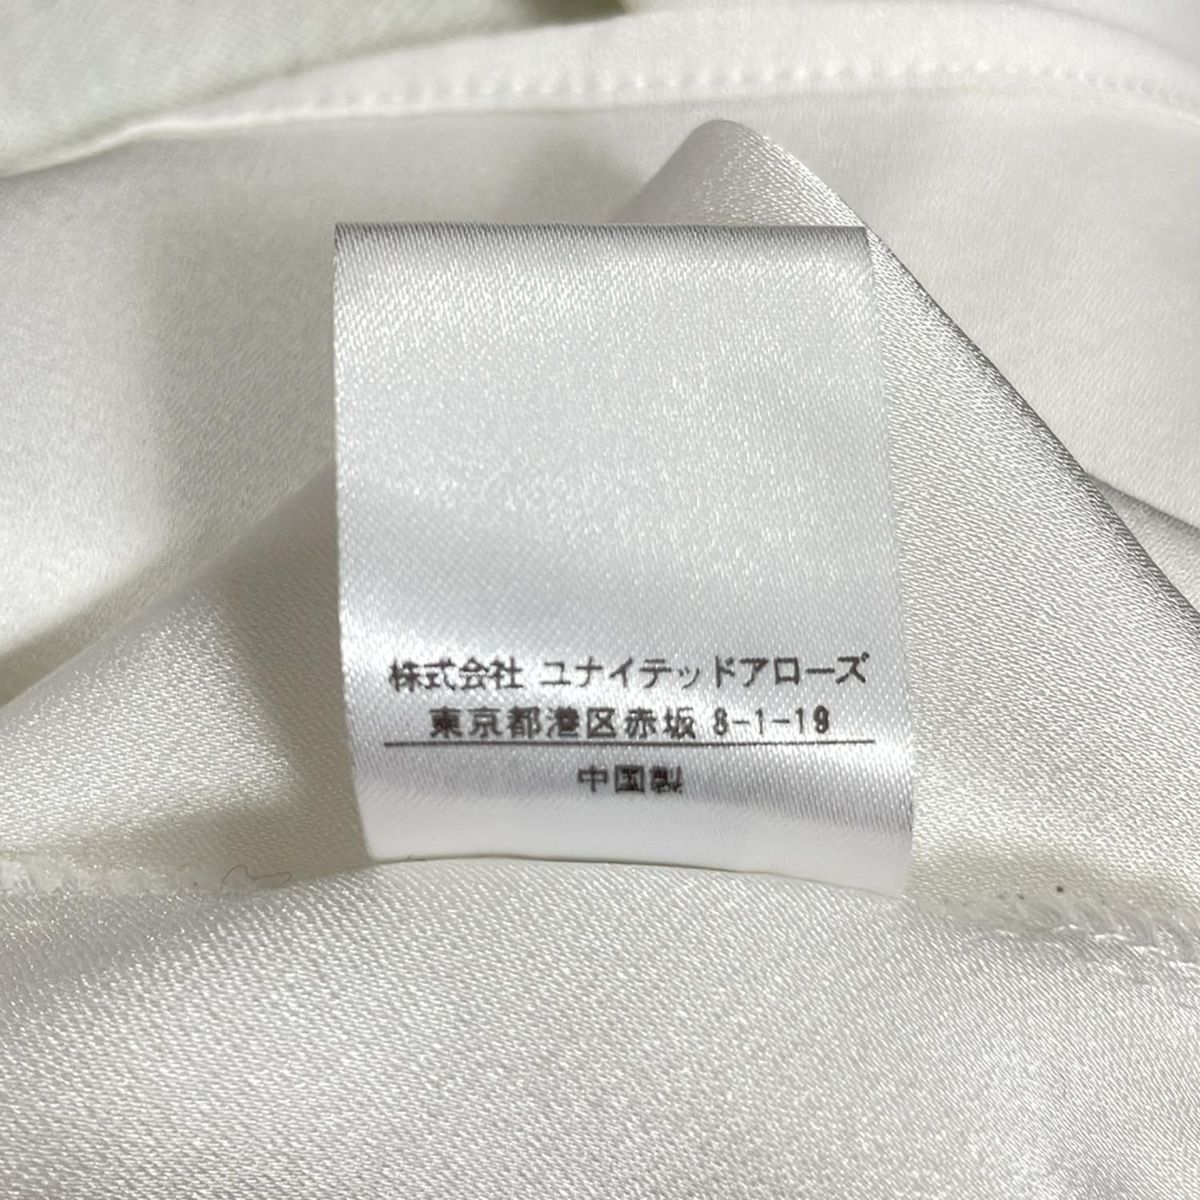 株式会社 ユナイテッドアローズ
東京都港区赤坂 8-1-19
中国製